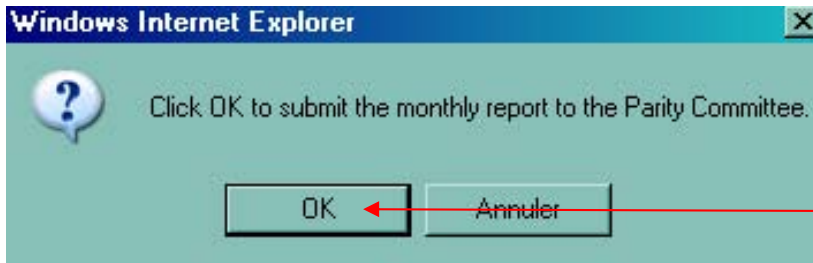 Windows Internet Explorer
Click OK to submit the monthly report to the Parity Committee.
OK Annuler